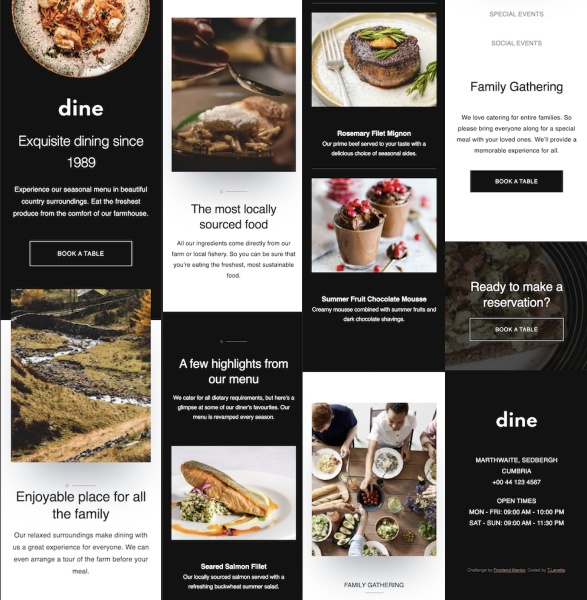 dine
Exquisite dining since
1989
Experience our seasonal menu in beautiful
country surroundings. Eat the freshest
produce from the comfort of our farmhouse.
BOOK A TABLE
Enjoyable place for all
the family
Our relaxed surroundings make dining with
us a great experience for everyone. We can
even arrange a tour of the farm before your
meal.
The most locally
sourced food
All our ingredients come directly from our
farm or local fishery. So you can be sure that
you're eating the freshest, most sustainable
food.
A few highlights from
our menu
We cater for all dietary requirements, but here's a
glimpse at some of our diner's favourites. Our
menu is revamped every season.
Seared Salmon Fillet
Our locally sourced salmon served with a
refreshing buckwheat summer salad.
Rosemary Filet Mignon
Our prime beef served to your taste with a
delicious choice of seasonal sides.
Summer Fruit Chocolate Mousse
Creamy mousse combined with summer fruits and
dark chocolate shavings.
FAMILY GATHERING
SPECIAL EVENTS
SOCIAL EVENTS
Family Gathering
We love catering for entire families. So
please bring everyone along for a special
meal with your loved ones. We'll provide a
memorable experience for all.
BOOK A TABLE
Ready to make a
reservation?
BOOK A TABLE
dine
MARTHWAITE, SEDBERGH
CUMBRIA
+00 44 123 4567
OPEN TIMES
MON - FRI: 09:00 AM - 10:00 PM
SAT - SUN: 09:00 AM - 11:30 PM
Challenge by Frontend Mentor. Coded by